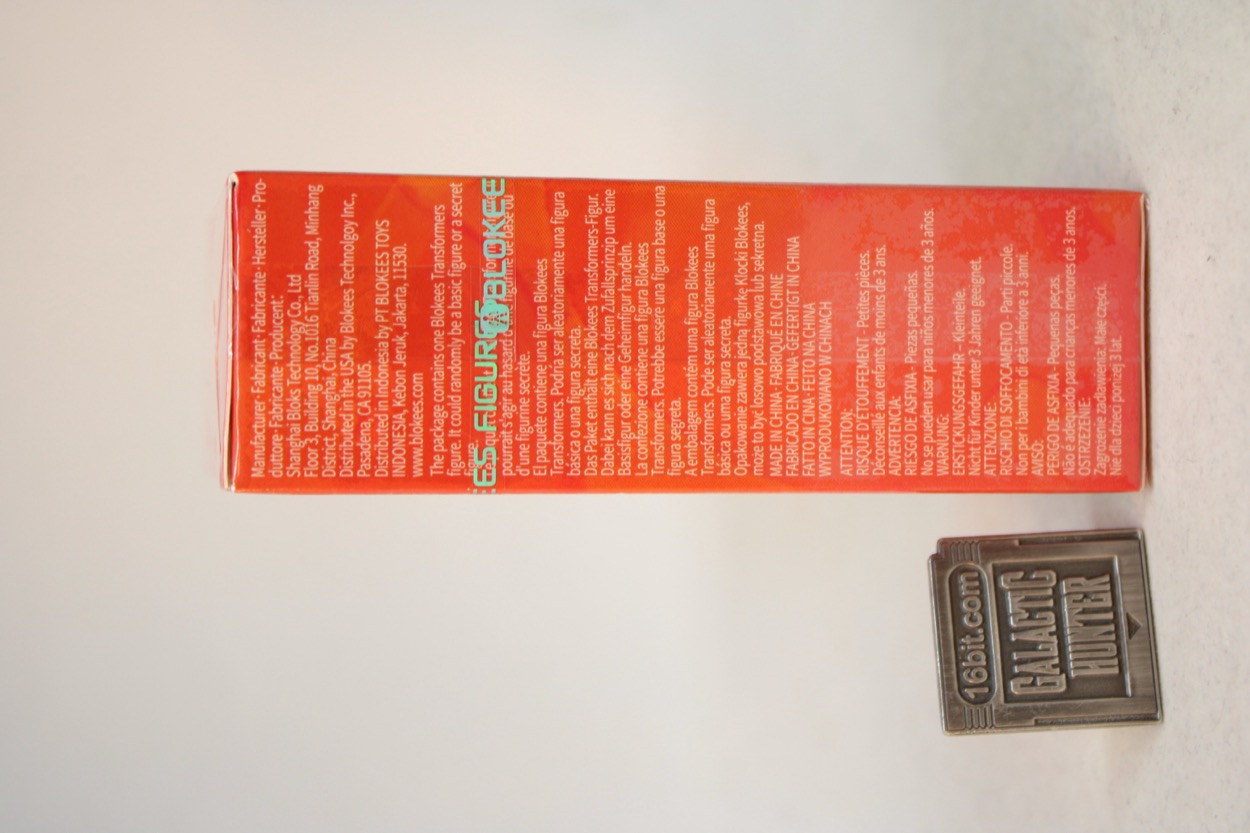 Manufacturer · Fabricant · Fabricante · Hersteller · Pro-
duttore · Fabricante · Producent:
Shanghai Bloks Technology Co., Ltd
Floor 3, Building 10, No.1016 Tianlin Road, Minhang
District, Shanghai, China
Distributed in the USA by Blokees Technolgoy Inc.,
Pasadena, CA 91105.
Distributed in Indonesia by PT BLOKEES TOYS
INDONESIA, Kebon Jeruk, Jakarta, 11530.
www.blokees.com
The package contains one Blokees Transformers
figure. It could randomly be a basic figure or a secret
figure.
ES FIGURES BLOKEE
pourrait s'agir au hasard
d'une figurine secrète.
El paquete contiene una figura Blokees
Transformers. Podría ser aleatoriamente una figura
básica o una figura secreta.
Das Paket enthält eine Blokees Transformers-Figur.
Dabei kann es sich nach dem Zufallsprinzip um eine
Basisfigur oder eine Geheimfigur handeln.
La confezione contiene una figura Blokees
Transformers. Potrebbe essere una figura base o una
figura segreta.
A embalagem contém uma figura Blokees
Transformers. Pode ser aleatoriamente uma figura
básica ou uma figura secreta.
Opakowanie zawiera jedną figurkę Klocki Blokees,
może to być losowo podstawowa lub sekretna.
MADE IN CHINA · FABRIQUÉ EN CHINE
FABRICADO EN CHINA · GEFERTIGT IN CHINA
FATTO IN CINA · FEITO NA CHINA
WYPRODUKOWANO W CHINACH
ATTENTION:
RISQUE D'ÉTOUFFEMENT - Petites pièces.
Déconseillé aux enfants de moins de 3 ans.
ADVERTENCIA:
RIESGO DE ASFIXIA - Piezas pequeñas.
No se pueden usar para niños menores de 3 años.
WARNUNG:
ERSTICKUNGSGEFAHR – Kleinteile.
Nicht für Kinder unter 3 Jahren geeignet.
ATTENZIONE:
RISCHIO DI SOFFOCAMENTO - Parti piccole.
Non per i bambini di età inferiore a 3 anni.
AVISO:
PERIGO DE ASFIXIA - Pequenas peças.
Não é adequado para crianças menores de 3 anos.
OSTRZEŻENIE:
Zagrożenie zadławienia; Małe części.
Nie dla dzieci poniżej 3 lat.
16bit.com
GALACTIC
HUNTER